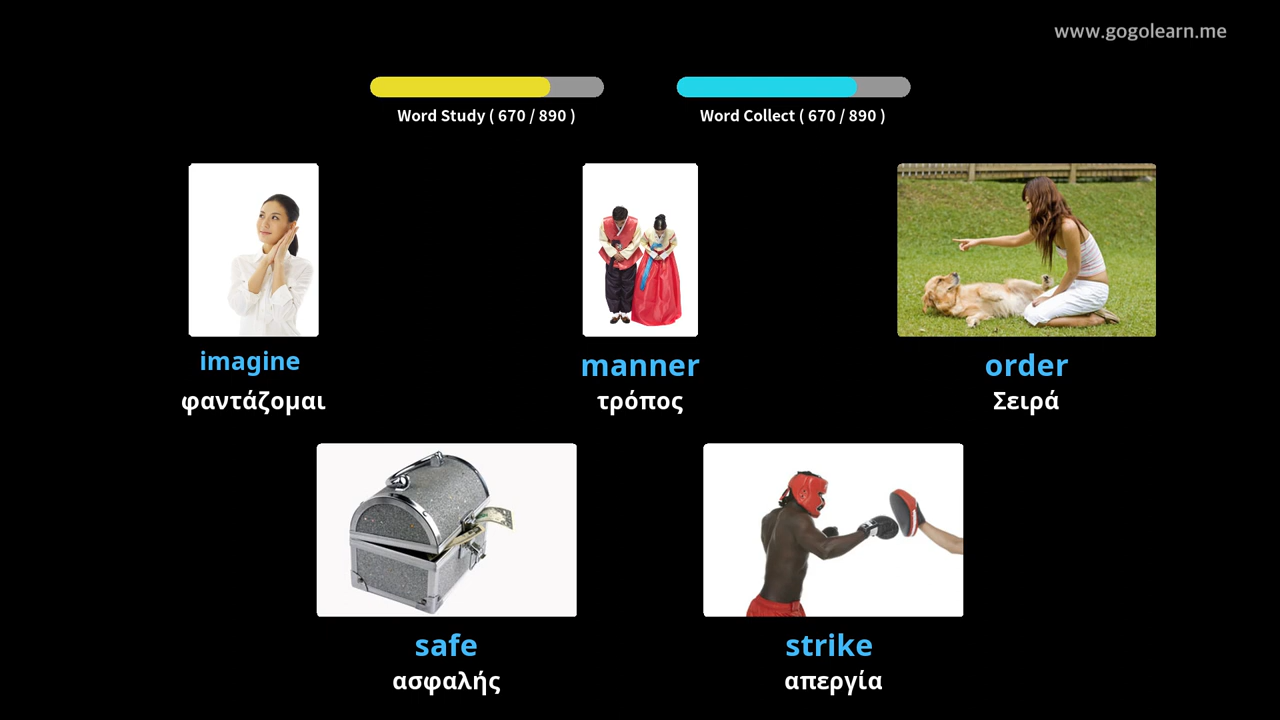 www.gogolearn.me
Word Study ( 670 / 890 )
Word Collect ( 670 / 890 )
imagine
φαντάζομαι
manner
τρόπος
order
Σειρά
safe
ασφαλής
strike
απεργία